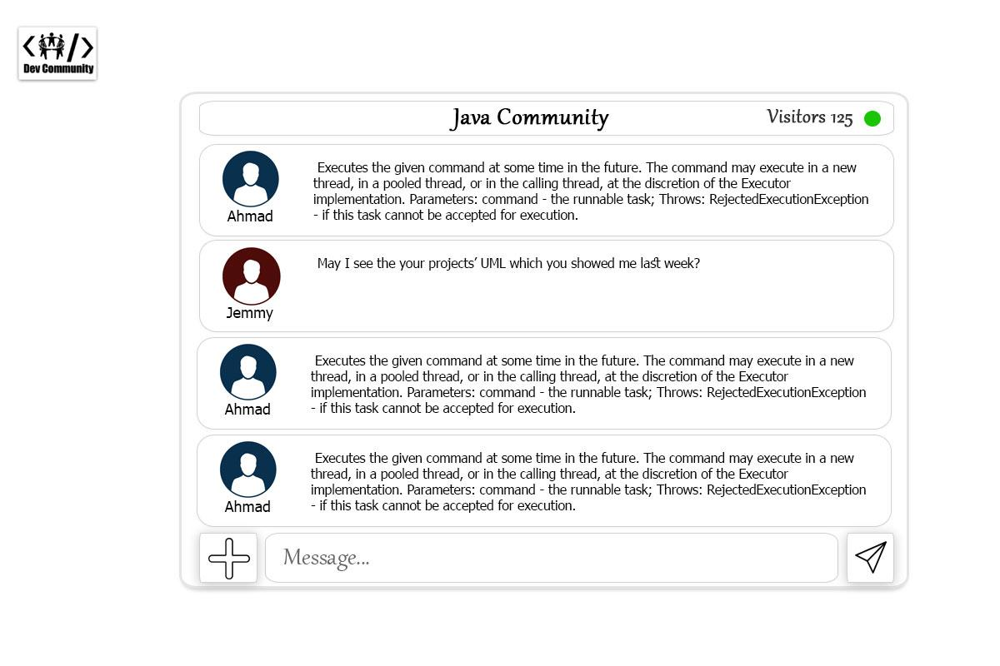 Dev Community
Java Community
Visitors 125
Executes the given command at some time in the future. The command may execute in a new
thread, in a pooled thread, or in the calling thread, at the discretion of the Executor
implementation. Parameters: command - the runnable task; Throws: RejectedExecutionException
- if this task cannot be accepted for execution.
Ahmad
May I see the your projects’ UML which you showed me last week?
Jemmy
Executes the given command at some time in the future. The command may execute in a new
thread, in a pooled thread, or in the calling thread, at the discretion of the Executor
implementation. Parameters: command - the runnable task; Throws: RejectedExecutionException
- if this task cannot be accepted for execution.
Ahmad
Executes the given command at some time in the future. The command may execute in a new
thread, in a pooled thread, or in the calling thread, at the discretion of the Executor
implementation. Parameters: command - the runnable task; Throws: RejectedExecutionException
- if this task cannot be accepted for execution.
Ahmad
Message...